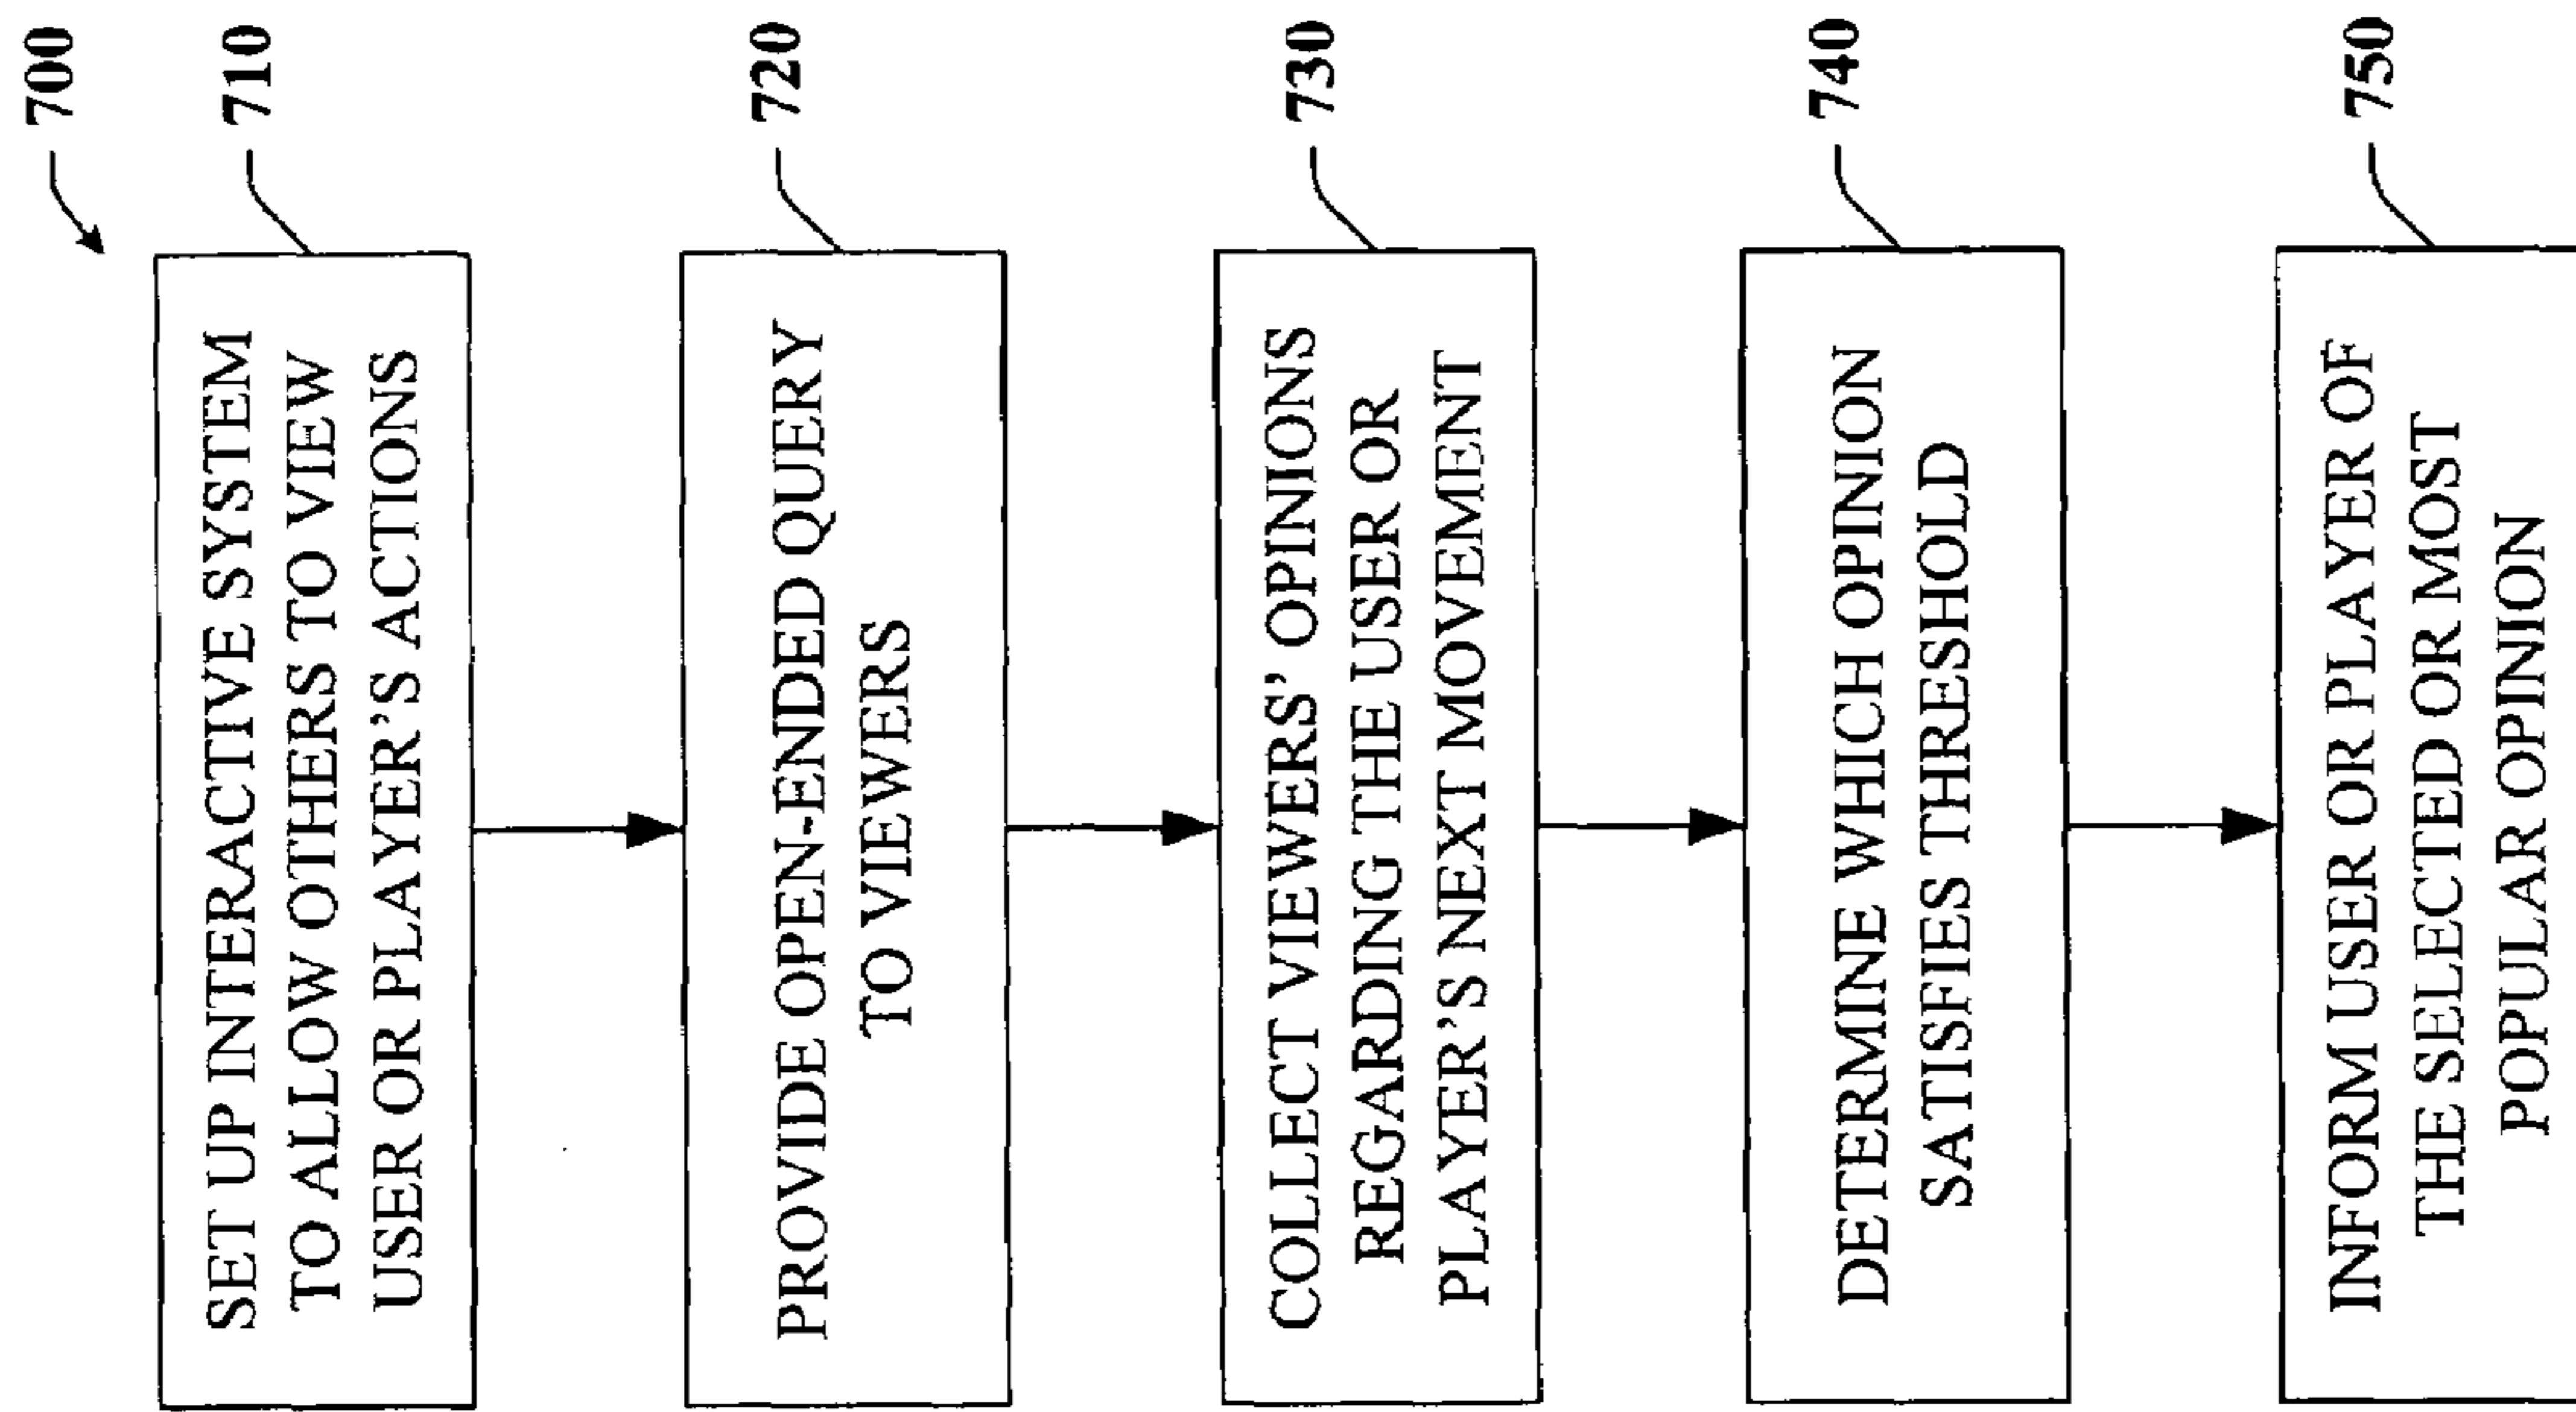 700
710
SET UP INTERACTIVE SYSTEM
TO ALLOW OTHERS TO VIEW
USER OR PLAYER'S ACTIONS
720
PROVIDE OPEN-ENDED QUERY
TO VIEWERS
730
COLLECT VIEWERS' OPINIONS
REGARDING THE USER OR
PLAYER'S NEXT MOVEMENT
740
DETERMINE WHICH OPINION
SATISFIES THRESHOLD
750
INFORM USER OR PLAYER OF
THE SELECTED OR MOST
POPULAR OPINION